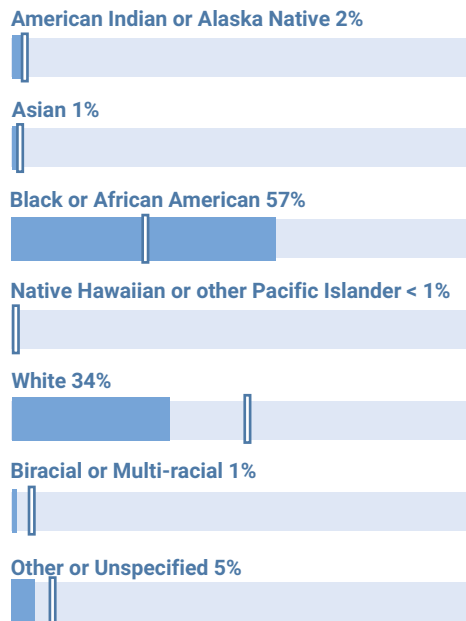 American Indian or Alaska Native 2%
Asian 1%
Black or African American 57%
Native Hawaiian or other Pacific Islander < 1%
White 34%
Biracial or Multi-racial 1%
Other or Unspecified 5%